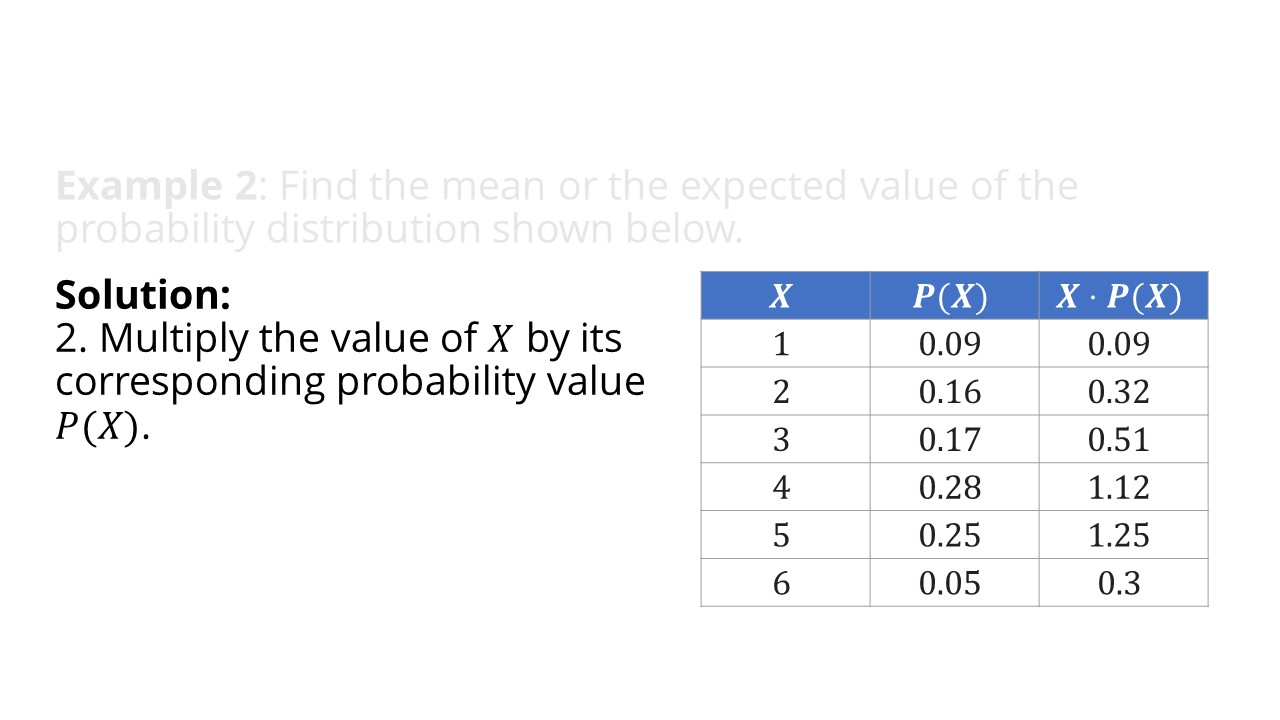 Example 2: Find the mean or the expected value of the
probability distribution shown below.
Solution:
2. Multiply the value of X by its
corresponding probability value
P(X).
X P(X) X · P(X)
1 0.09 0.09
2 0.16 0.32
3 0.17 0.51
4 0.28 1.12
5 0.25 1.25
6 0.05 0.3